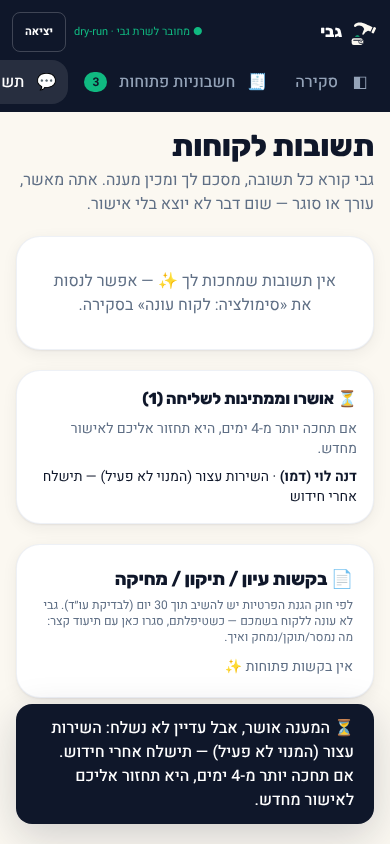 גבי
מחובר לשרת גבי · dry-run
יציאה
סקירה
חשבוניות פתוחות
3
תשו
תשובות לקוחות
גבי קורא כל תשובה, מסכם לך ומכין מענה. אתה מאשר,
עורך או סוגר — שום דבר לא יוצא בלי אישור.
אין תשובות שמחכות לך ✨ — אפשר לנסות
את «סימולציה: לקוח עונה» בסקירה.
⏳ אושרו וממתינות לשליחה (1)
אם תחכה יותר מ-4 ימים, היא תחזור אליכם לאישור
מחדש.
דנה לוי (דמו) · השירות עצור (המנוי לא פעיל) — תישלח
אחרי חידוש
📄 בקשות עיון / תיקון / מחיקה
לפי חוק הגנת הפרטיות יש להשיב תוך 30 יום (לבדיקת עו״ד). גבי
לא עונה ללקוח בשמכם — כשטיפלתם, סגרו כאן עם תיעוד קצר:
מה נמסר/תוקן/נמחק ואיך.
אין בקשות פתוחות ✨
⏳ המענה אושר, אבל עדיין לא נשלח: השירות
עצור (המנוי לא פעיל) — תישלח אחרי חידוש.
אם תחכה יותר מ-4 ימים, היא תחזור אליכם
לאישור מחדש.